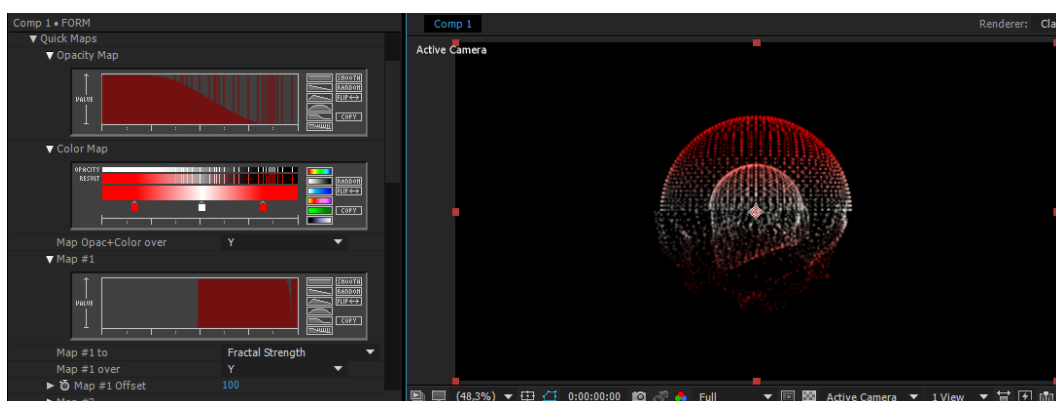 Comp 1 • FORM
Quick Maps
Opacity Map
VALUE
SMOOTH
RANDOM
FLIP
COPY
Color Map
OPACITY
RESULT
RANDOM
FLIP
COPY
Map Opac+Color over Y
Map #1
VALUE
SMOOTH
RANDOM
FLIP
COPY
Map #1 to Fractal Strength
Map #1 over Y
Map #1 Offset 100
Comp 1
Renderer: Cla
Active Camera
(48,3%) 0:00:00:00 Full Active Camera 1 View